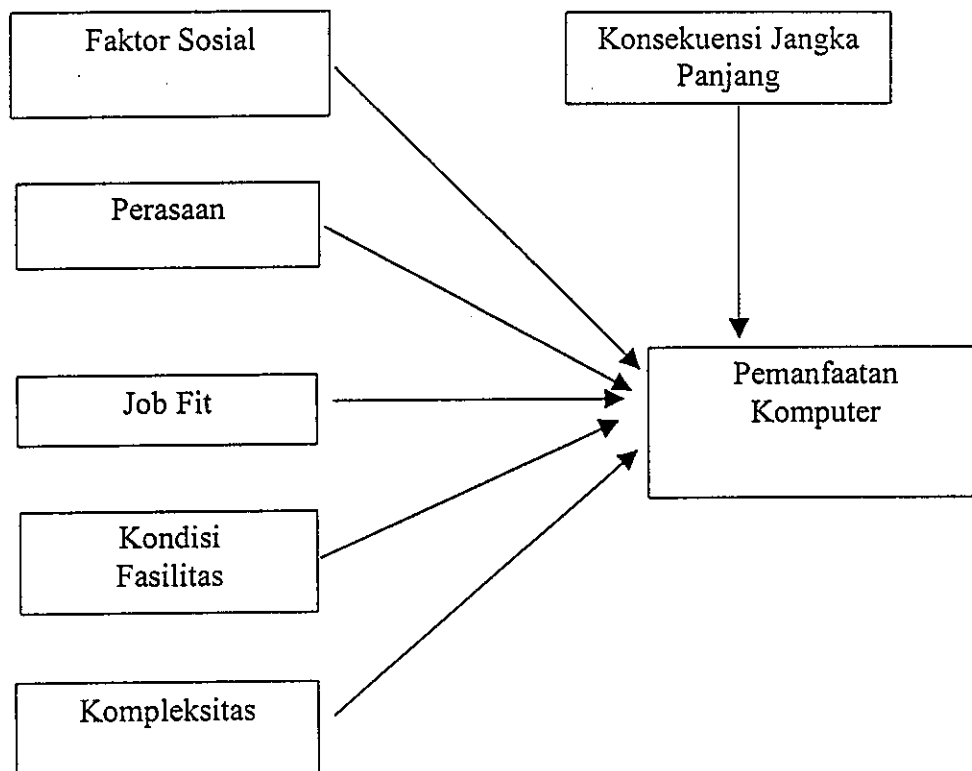 Faktor Sosial
Konsekuensi Jangka
Panjang
Perasaan
Job Fit
Pemanfaatan
Komputer
Kondisi
Fasilitas
Kompleksitas